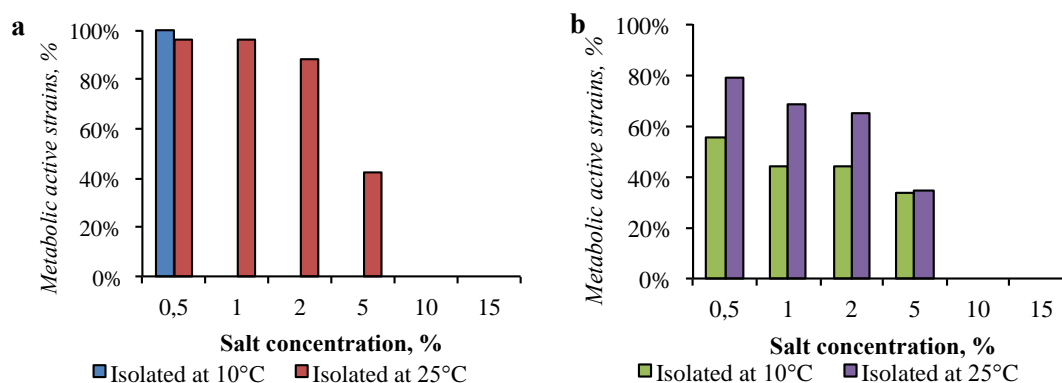 a
Metabolic active strains, %
100%
80%
60%
40%
20%
0%
0,5 1 2 5 10 15
Salt concentration, %
Isolated at 10°C Isolated at 25°C
b
Metabolic active strains, %
100%
80%
60%
40%
20%
0%
0,5 1 2 5 10 15
Salt concentration, %
Isolated at 10°C Isolated at 25°C